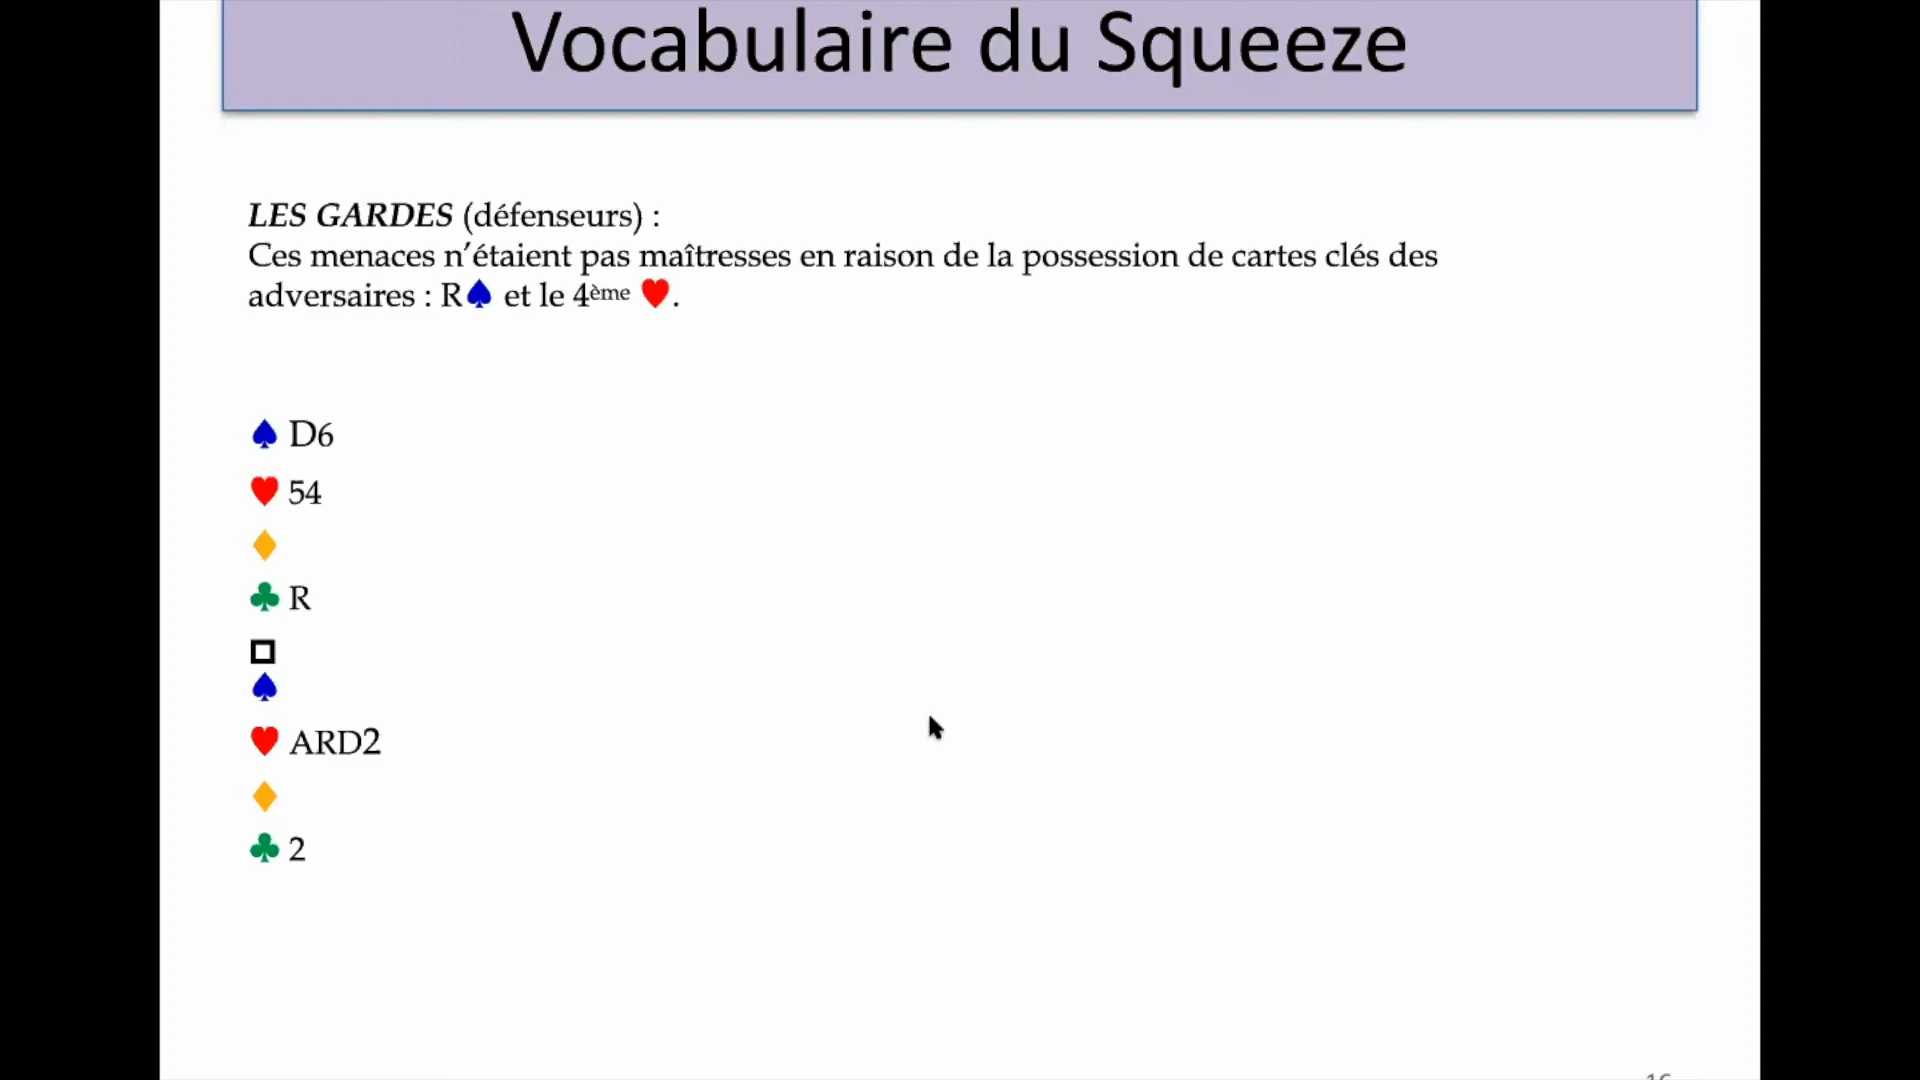 Vocabulaire du Squeeze
LES GARDES (défenseurs) :
Ces menaces n’étaient pas maîtresses en raison de la possession de cartes clés des
adversaires : R♠ et le 4ème ♥.
♠ D6
♥ 54
♦
♣ R
♠
♥ ARD2
♦
♣ 2